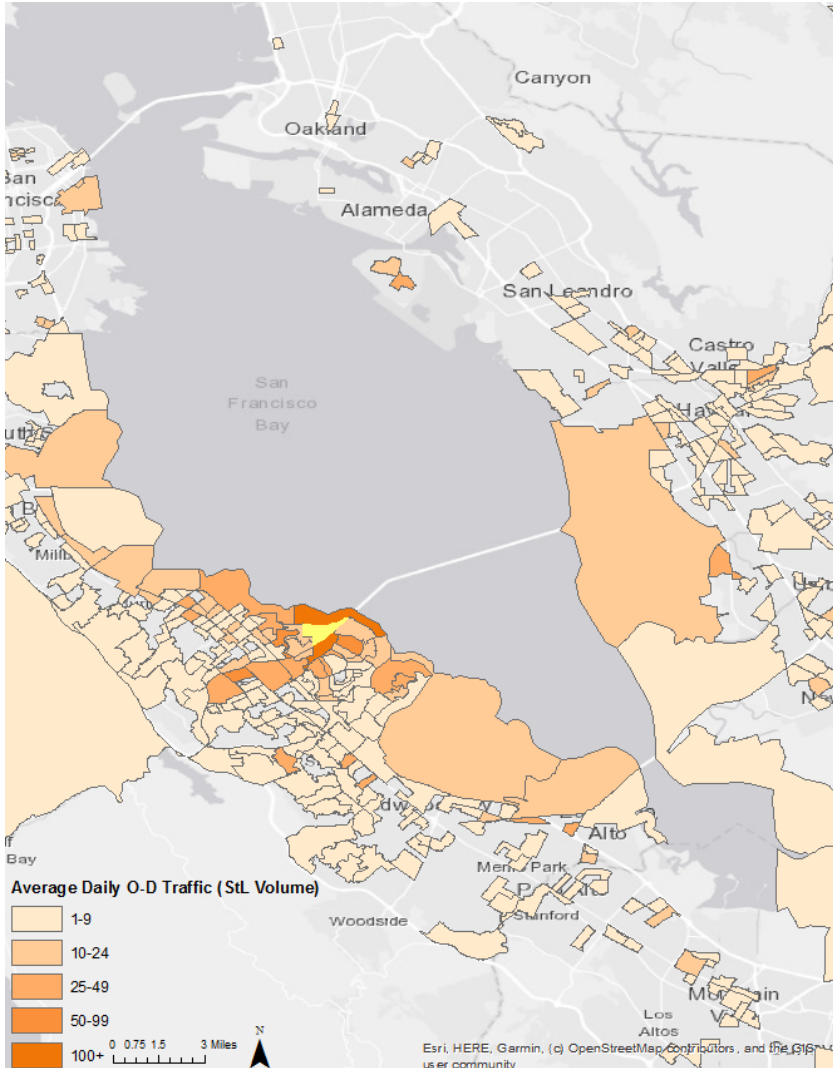 Canyon
Oakland
San
Alameda
San Leandro
Castro
San
Francisco
Bay
Alto
Bay
Menlo Park
Stanford
Woodside
Los
Altos
Average Daily O-D Traffic (StL Volume)
1-9
10-24
25-49
50-99
100+
0 0.75 1.5 3 Miles
N
Esri, HERE, Garmin, (c) OpenStreetMap contributors, and the GIS
user community